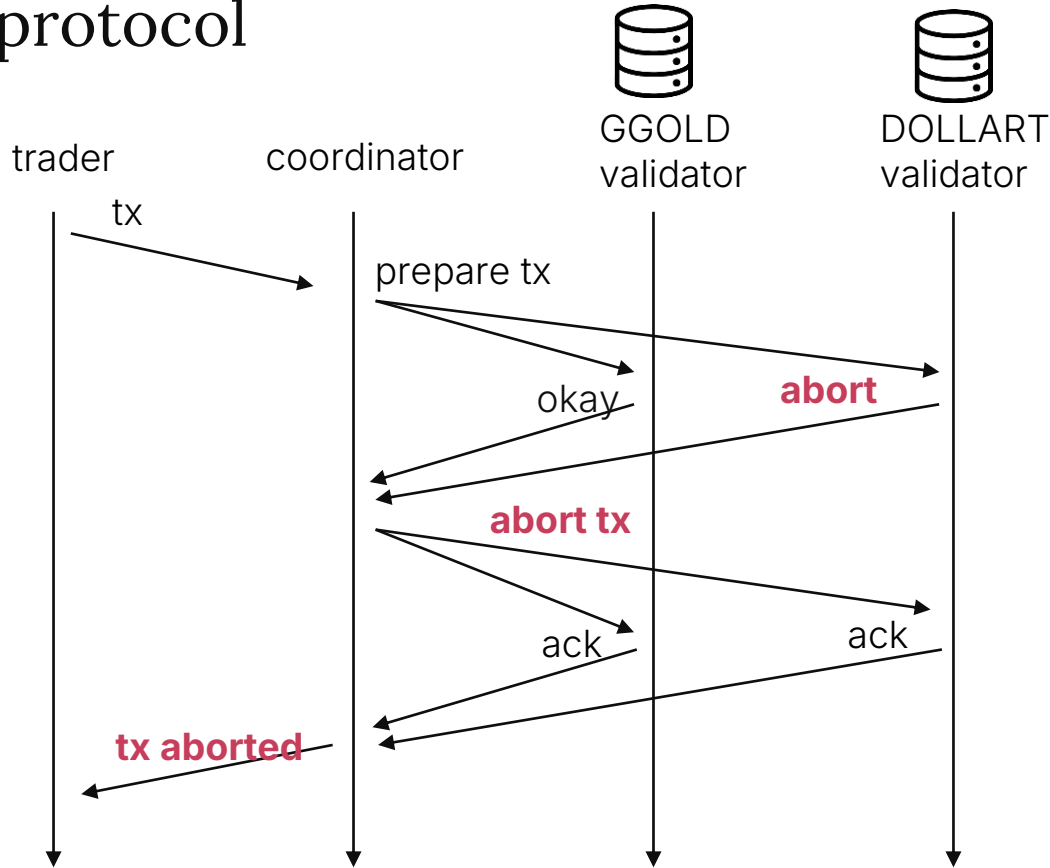 protocol
GGOLD
validator
DOLLART
validator
trader
coordinator
tx
prepare tx
okay
abort
abort tx
ack
ack
tx aborted